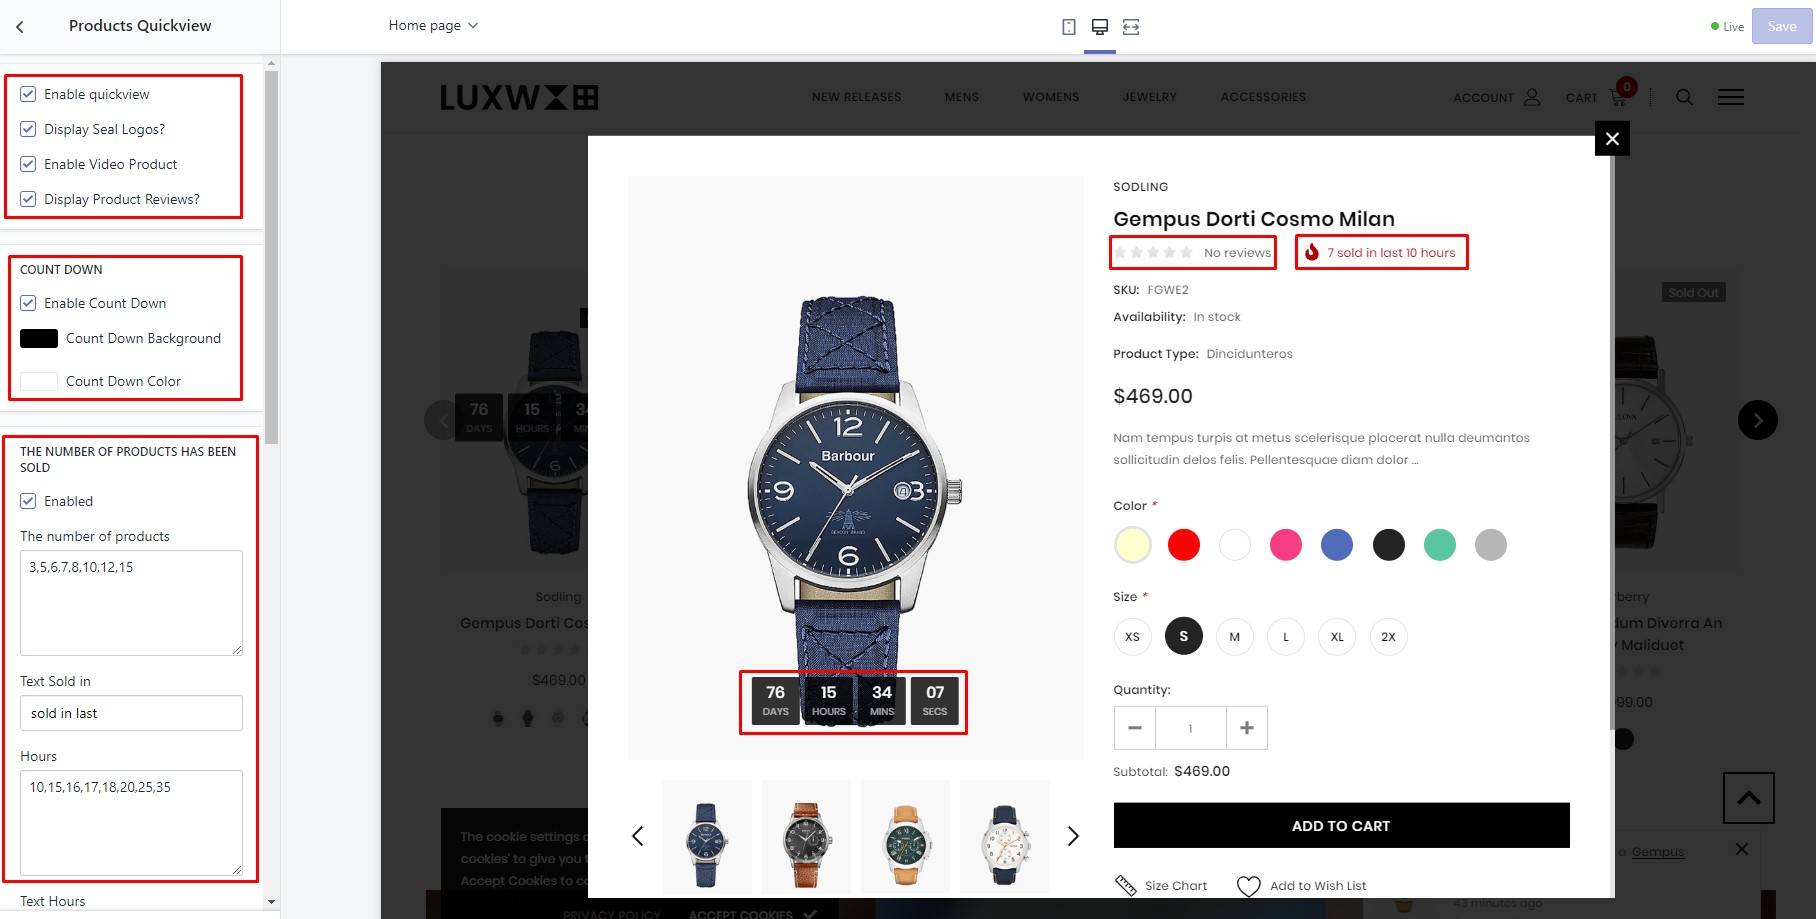 Products Quickview
Home page
Live
Save
Enable quickview
Display Seal Logos?
Enable Video Product
Display Product Reviews?
COUNT DOWN
Enable Count Down
Count Down Background
Count Down Color
THE NUMBER OF PRODUCTS HAS BEEN
SOLD
Enabled
The number of products
3,5,6,7,8,10,12,15
Text Sold in
sold in last
Hours
10,15,16,17,18,20,25,35
Text Hours
LUXW
NEW RELEASES
MENS
WOMENS
JEWELRY
ACCESSORIES
ACCOUNT
CART
0
Sold Out
76
DAYS
15
HOURS
Sodling
Gempus Dorti Cos
$469.00
The cookie settings
cookies' to give you
Accept Cookies to
PRIVACY POLICY
ACCEPT COOKIES
12
Barbour
9
3
6
76 15 34 07
DAYS HOURS MINS SECS
SODLING
Gempus Dorti Cosmo Milan
No reviews
7 sold in last 10 hours
SKU: FGWE2
Availability: In stock
Product Type: Dincidunteros
$469.00
Nam tempus turpis at metus scelerisque placerat nulla deumantos
sollicitudin delos felis. Pellentesque diam dolor ...
Color *
Size *
XS S M L XL 2X
Quantity:
1
Subtotal: $469.00
ADD TO CART
Size Chart
Add to Wish List
rberry
dum Diverra An
Maliduet
Gempus
43 minutes ago